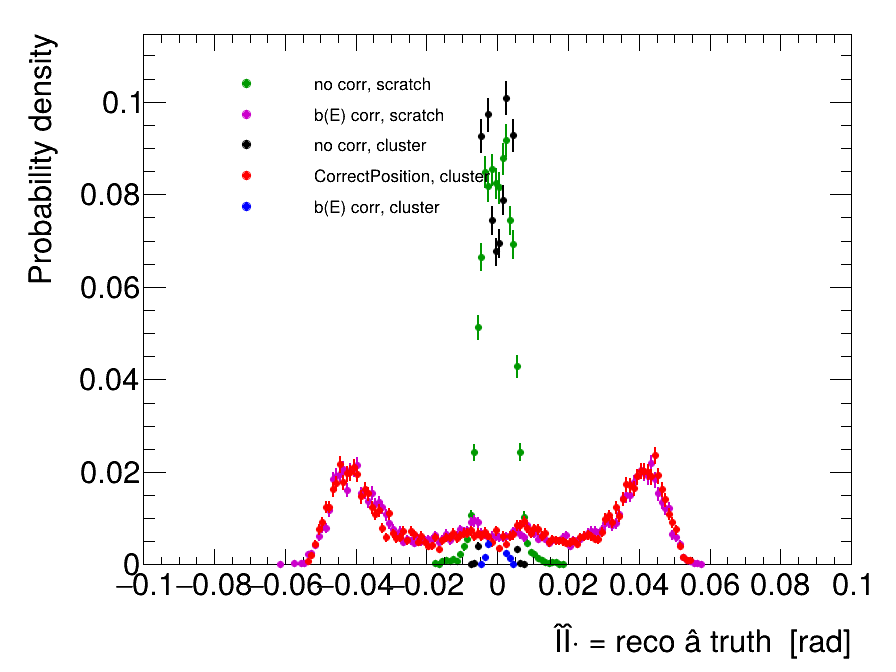 Probability density
no corr, scratch
b(E) corr, scratch
no corr, cluster
CorrectPosition, cluster
b(E) corr, cluster
0.1
0.08
0.06
0.04
0.02
0
−0.1 −0.08 −0.06 −0.04 −0.02 0 0.02 0.04 0.06 0.08 0.1
ÎÎ· = reco â truth [rad]